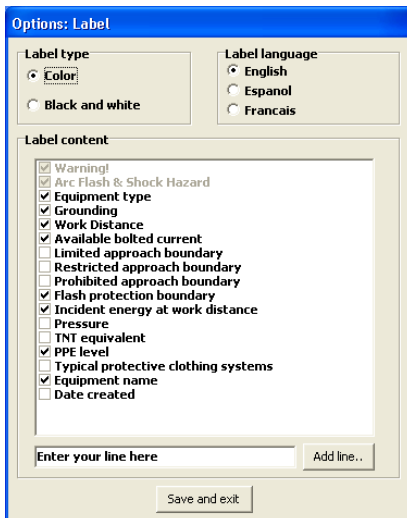 Options: Label
Label type
Color
Black and white
Label language
English
Espanol
Francais
Label content
Warning!
Arc Flash & Shock Hazard
Equipment type
Grounding
Work Distance
Available bolted current
Limited approach boundary
Restricted approach boundary
Prohibited approach boundary
Flash protection boundary
Incident energy at work distance
Pressure
TNT equivalent
PPE level
Typical protective clothing systems
Equipment name
Date created
Enter your line here
Add line..
Save and exit